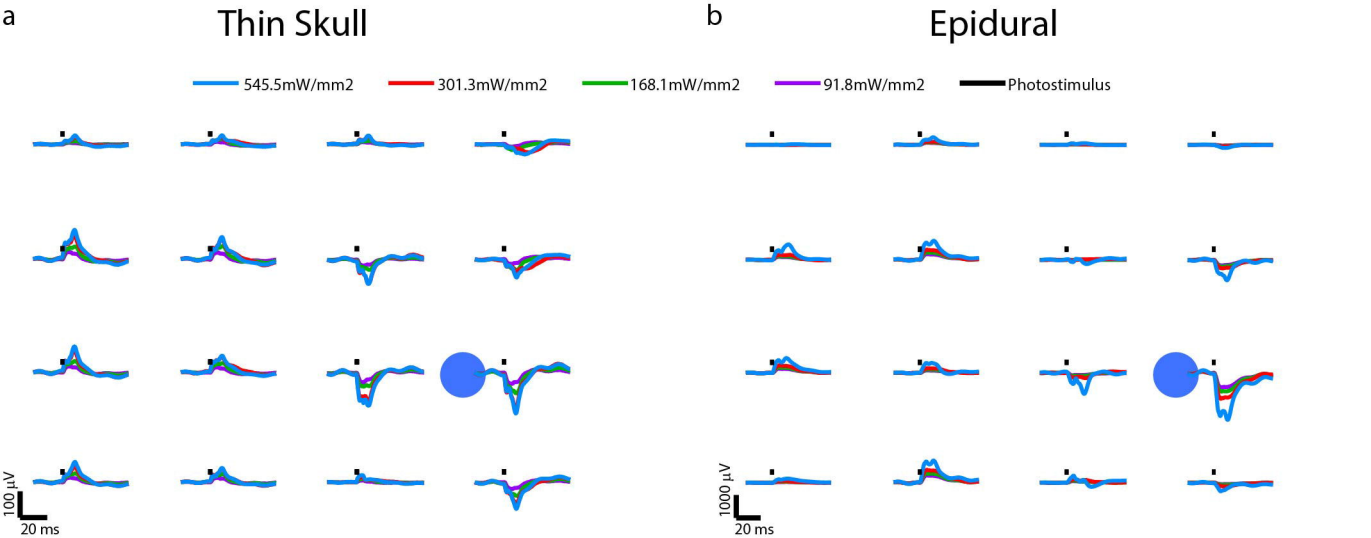 a
Thin Skull
b
Epidural
545.5mW/mm2
301.3mW/mm2
168.1mW/mm2
91.8mW/mm2
Photostimulus
100 µV
20 ms
1000 µV
20 ms